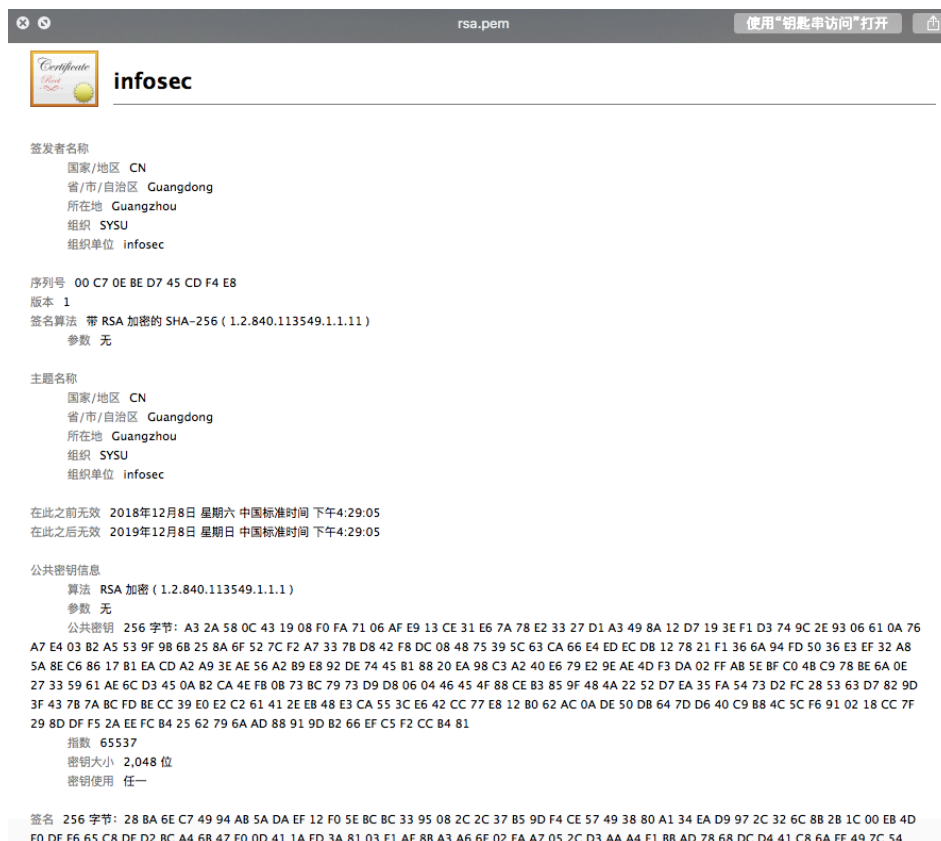 rsa.pem
使用“钥匙串访问”打开
Certificate
Root
infosec
签发者名称
国家/地区 CN
省/市/自治区 Guangdong
所在地 Guangzhou
组织 SYSU
组织单位 infosec
序列号 00 C7 0E BE D7 45 CD F4 E8
版本 1
签名算法 带 RSA 加密的 SHA-256 ( 1.2.840.113549.1.1.11 )
参数 无
主题名称
国家/地区 CN
省/市/自治区 Guangdong
所在地 Guangzhou
组织 SYSU
组织单位 infosec
在此之前无效 2018年12月8日 星期六 中国标准时间 下午4:29:05
在此之后无效 2019年12月8日 星期日 中国标准时间 下午4:29:05
公共密钥信息
算法 RSA 加密 ( 1.2.840.113549.1.1.1 )
参数 无
公共密钥 256 字节：A3 2A 58 0C 43 19 08 F0 FA 71 06 AF E9 13 CE 31 E6 7A 78 E2 33 27 D1 A3 49 8A 12 D7 19 3E F1 D3 74 9C 2E 93 06 61 0A 76
A7 E4 03 B2 A5 53 9F 9B 6B 25 8A 6F 52 7C F2 A7 33 7B D8 42 F8 DC 08 48 75 39 5C 63 CA 66 E4 ED EC DB 12 78 21 F1 36 6A 94 FD 50 36 E3 EF 32 A8
5A 8E C6 86 17 B1 EA CD A2 A9 3E AE 56 A2 B9 E8 92 DE 74 45 B1 88 20 EA 98 C3 A2 40 E6 79 E2 9E AE 4D F3 DA 02 FF AB 5E BF C0 4B C9 78 BE 6A 0E
27 33 59 61 AE 6C D3 45 0A B2 CA 4E FB 0B 73 BC 79 73 D9 D8 06 04 46 45 4F 88 CE B3 85 9F 48 4A 22 52 D7 EA 35 FA 54 73 D2 FC 28 53 63 D7 82 9D
3F 43 7B 7A BC FD BE CC 39 E0 E2 C2 61 41 2E EB 48 E3 CA 55 3C E6 42 CC 77 E8 12 B0 62 AC 0A DE 50 DB 64 7D D6 40 C9 B8 4C 5C F6 91 02 18 CC 7F
29 8D DF F5 2A EE FC B4 25 62 79 6A AD 88 91 9D B2 66 EF C5 F2 CC B4 81
指数 65537
密钥大小 2,048 位
密钥使用 任一
签名 256 字节：28 BA 6E C7 49 94 AB 5A DA EF 12 F0 5E BC BC 33 95 08 2C 2C 37 B5 9D F4 CE 57 49 38 80 A1 34 EA D9 97 2C 32 6C 8B 2B 1C 00 EB 4D